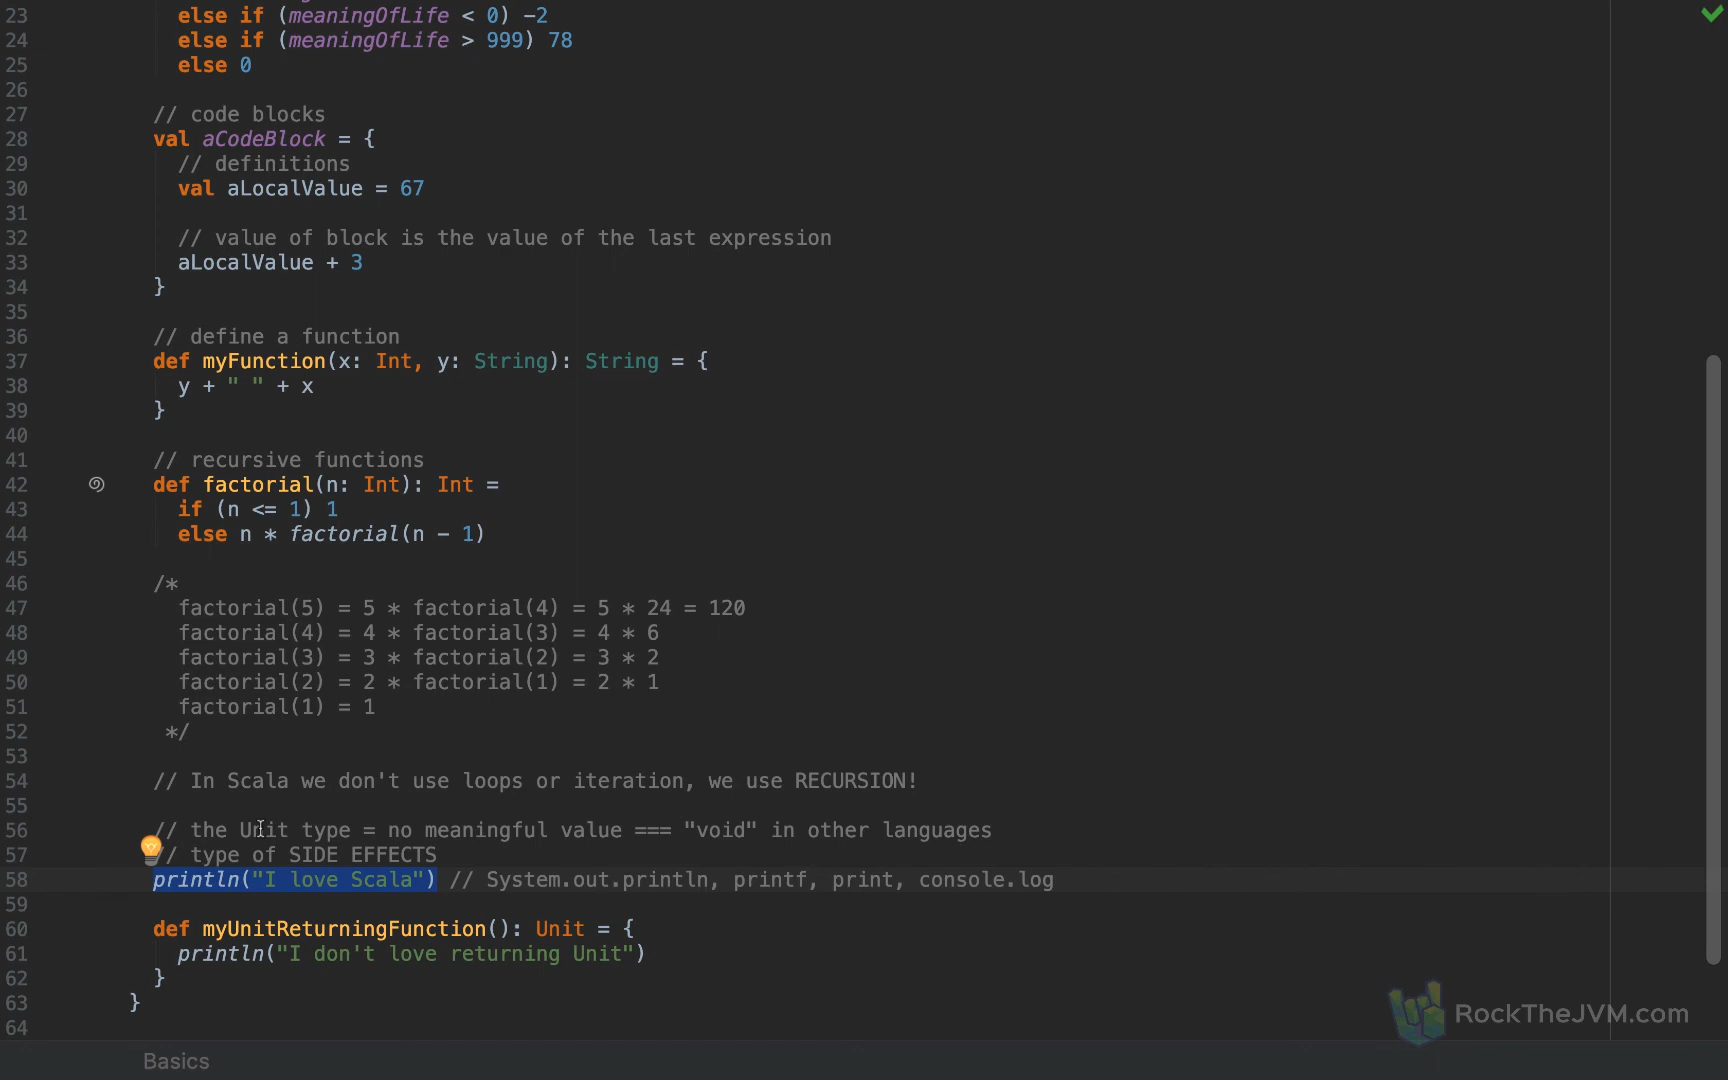 23 else if (meaningOfLife < 0) -2
24 else if (meaningOfLife > 999) 78
25 else 0
26
27 // code blocks
28 val aCodeBlock = {
29 // definitions
30 val aLocalValue = 67
31
32 // value of block is the value of the last expression
33 aLocalValue + 3
34 }
35
36 // define a function
37 def myFunction(x: Int, y: String): String = {
38 y + " " + x
39 }
40
41 // recursive functions
42 def factorial(n: Int): Int =
43 if (n <= 1) 1
44 else n * factorial(n - 1)
45
46 /*
47 factorial(5) = 5 * factorial(4) = 5 * 24 = 120
48 factorial(4) = 4 * factorial(3) = 4 * 6
49 factorial(3) = 3 * factorial(2) = 3 * 2
50 factorial(2) = 2 * factorial(1) = 2 * 1
51 factorial(1) = 1
52 */
53
54 // In Scala we don't use loops or iteration, we use RECURSION!
55
56 // the Unit type = no meaningful value === "void" in other languages
57 // type of SIDE EFFECTS
58 println("I love Scala") // System.out.println, printf, print, console.log
59
60 def myUnitReturningFunction(): Unit = {
61 println("I don't love returning Unit")
62 }
63 }
64
RockTheJVM.com
Basics